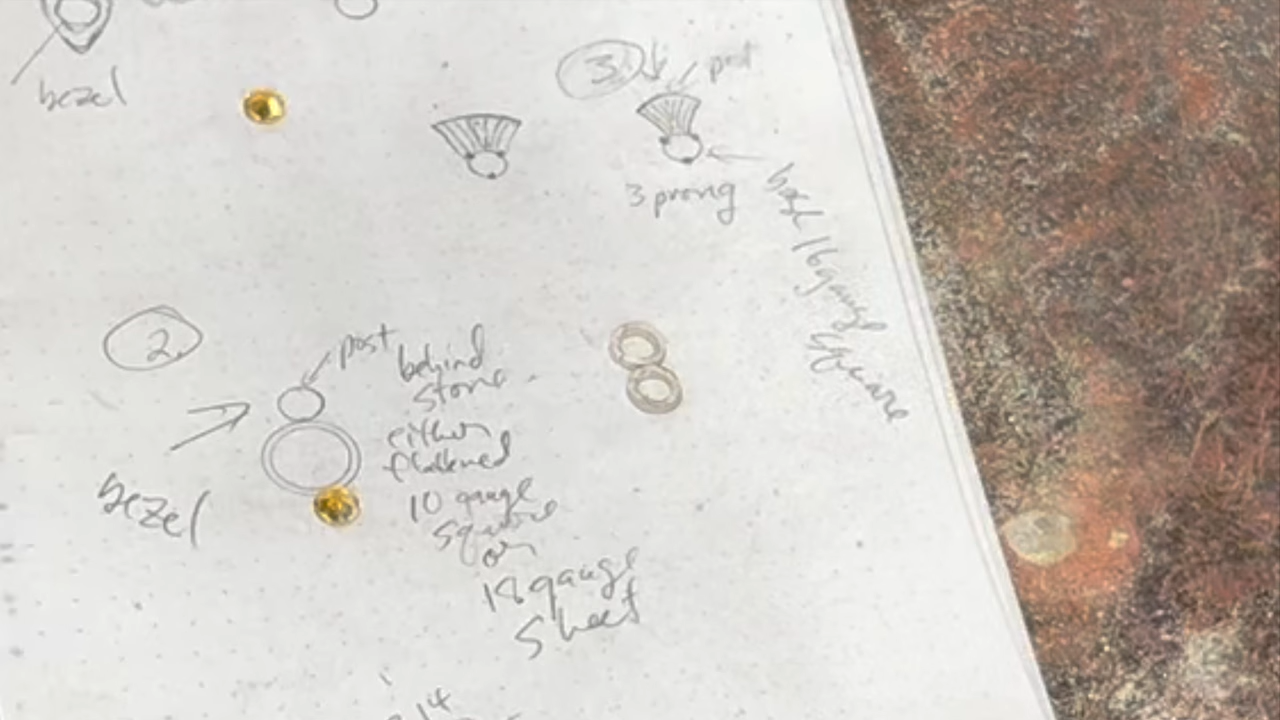 bezel
3.
post
3 prong
16 gauge
square
2.
post
behind
stone
either
flattened
10 gauge
square
or
18 gauge
sheet
bezel
14